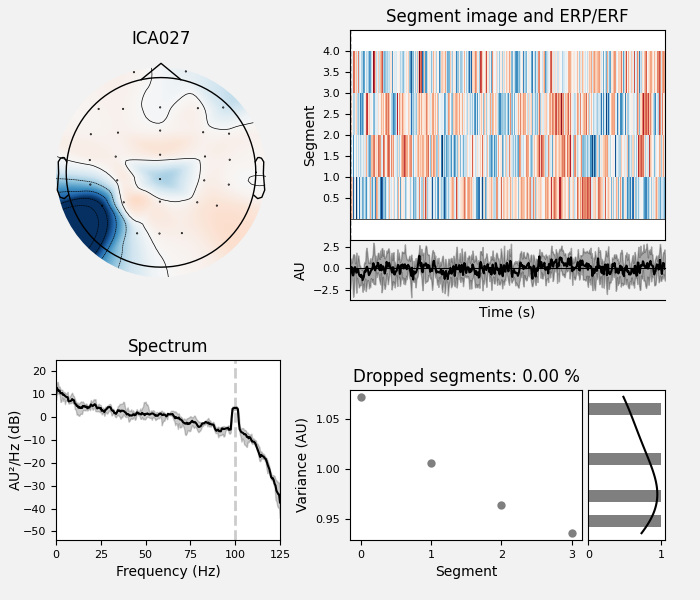 ICA027
Segment image and ERP/ERF
4.0
3.5
3.0
2.5
2.0
1.5
1.0
0.5
Segment
2.5
0.0
−2.5
AU
Time (s)
Spectrum
20
10
0
−10
−20
−30
−40
−50
AU²/Hz (dB)
0 25 50 75 100 125
Frequency (Hz)
Dropped segments: 0.00 %
1.05
1.00
0.95
Variance (AU)
0 1 2 3
Segment
0 1